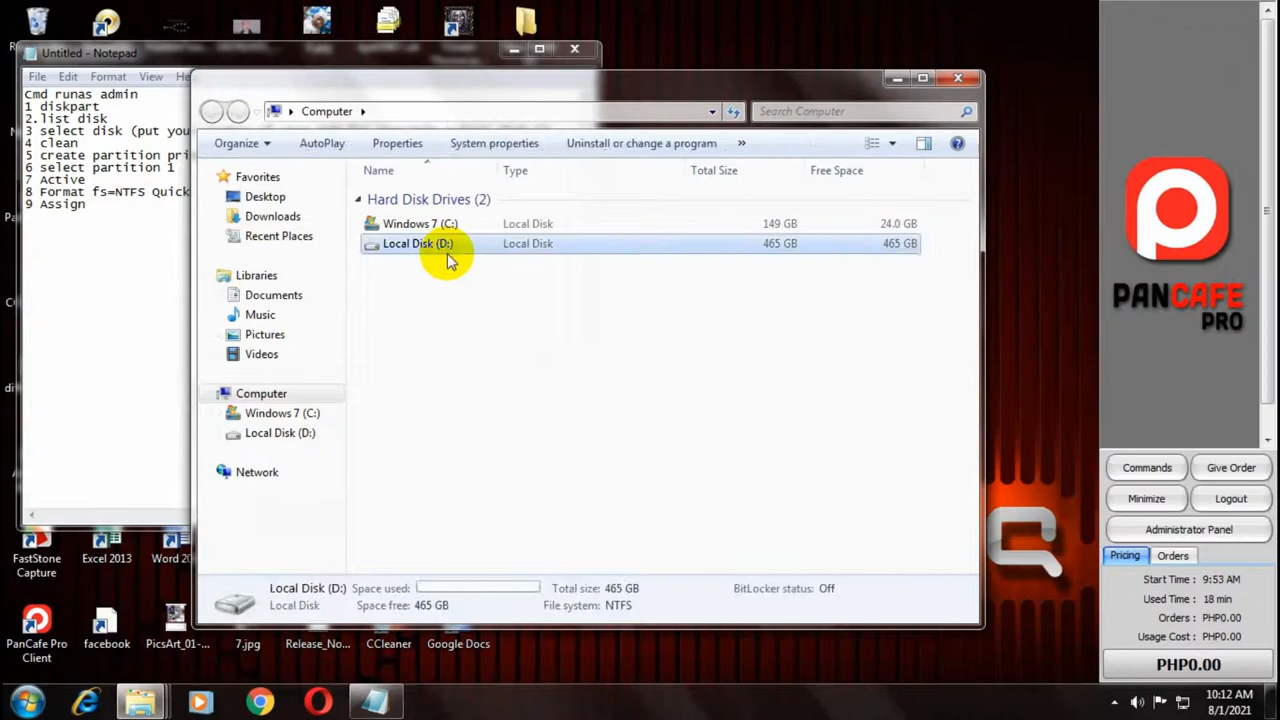 Untitled - Notepad
File Edit Format View
Cmd runas admin
1 diskpart
2.list disk
3 select disk (put you
4 clean
5 create partition pri
6 select partition 1
7 Active
8 Format fs=NTFS Quick
9 Assign
Computer
Search Computer
Organize AutoPlay Properties System properties Uninstall or change a program »
Name Type Total Size Free Space
Hard Disk Drives (2)
Windows 7 (C:) Local Disk 149 GB 24.0 GB
Local Disk (D:) Local Disk 465 GB 465 GB
Favorites
Desktop
Downloads
Recent Places
Libraries
Documents
Music
Pictures
Videos
Computer
Windows 7 (C:)
Local Disk (D:)
Network
Local Disk (D:) Space used: Total size: 465 GB BitLocker status: Off
Local Disk Space free: 465 GB File system: NTFS
FastStone Capture
Excel 2013
Word 20
PanCafe Pro Client
facebook
PicsArt_01-...
7.jpg
Release_No...
CCleaner
Google Docs
PANCAFE
PRO
Commands Give Order
Minimize Logout
Administrator Panel
Pricing Orders
Start Time : 9:53 AM
Used Time : 18 min
Orders : PHP0.00
Usage Cost : PHP0.00
PHP0.00
10:12 AM
8/1/2021